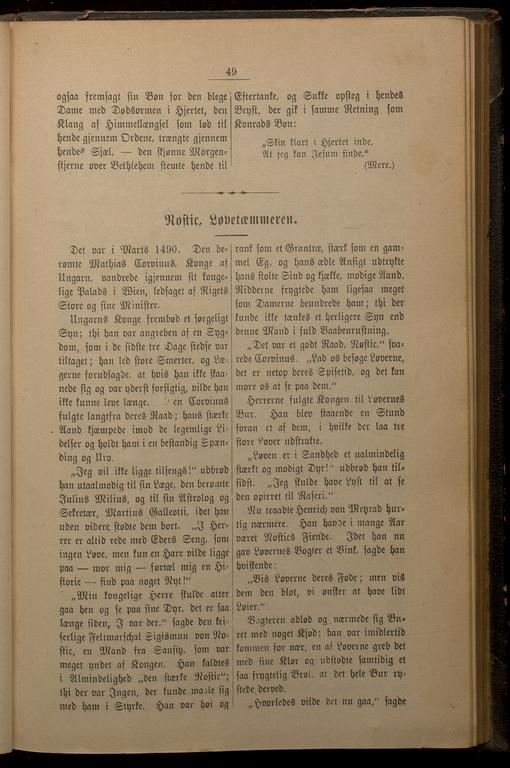 49
ogsaa fremsagt sin Bøn for den blege
Dame med Dødsormen i Hjertet, den
Klang af Himmellængsel som lød til
hende gjennem Ordene, trængte gjennem
hendes Sjæl, — den skjønne Morgen-
stjerne over Bethlehem stemte hende til
Eftertanke, og Sukke opsteg i hendes
Bryst, der gik i samme Retning som
Konrads Bøn:
„Skin klart i Hjertet inde,
At jeg kan Jesum finde.“
(Mere.)
Nostic, Løvetæmmeren.
Det var i Marts 1490. Den be-
rømte Mathias Corvinus, Konge af
Ungarn, vandrede igjennem sit konge-
lige Palads i Wien, ledsaget af Rigets
Store og sine Ministre.
Ungarns Konge frembød et sørgeligt
Syn; thi han var angreben af en Syg-
dom, som i de sidste tre Dage stedse var
tiltaget; han led store Smerter, og Læ-
gerne forudsagde, at hvis han ikke skaa-
nede sig og var yderst forsigtig, vilde han
ikke kunne leve længe. en Corvinus
fulgte langtfra deres Raad; hans stærke
Aand kjæmpede imod de legemlige Li-
delser og holdt ham i en bestandig Spæn-
ding og Uro.
„Jeg vil ikke ligge tilsengs!“ udbrød
han utaalmodig til sin Læge, den berømte
Julius Milius, og til sin Astrolog og
Sekretær, Martius Galleotti, idet han
uden videre stødte dem bort. „I Her-
rer er altid rede med Eders Seng, som
ingen Løve, men kun en Hare vilde ligge
paa — mor mig — fortæl mig en Hi-
storie — find paa noget Nyt!“
„Min kongelige Herre skulde atter
gaa hen og se paa sine Dyr, det er saa
længe siden, I var der.“ sagde den kei-
serlige Feltmarschal Sigismun von No-
stic, en Mand fra Sansitz, som var
meget yndet af Kongen. Han kaldtes
i Almindelighed „den stærke Nostic“;
thi der var Ingen, der kunde maale sig
med ham i Styrke. Han var høi og
rank som et Grantræ, stærk som en gam-
mel Eg, og hans ædle Ansigt udtrykte
hans stolte Sind og kjække, modige Aand.
Ridderne frygtede ham ligesaa meget
som Damerne beundrede ham; thi der
kunde ikke tænkes et herligere Syn end
denne Mand i fuld Vaabenrustning.
„Det var et godt Raad, Nostic,“ sva-
rede Corvinus. „Lad os besøge Løverne,
det er netop deres Spisetid, og det kan
more os at se paa dem.“
Herrerne fulgte Kongen til Løvernes
Bur. Han blev staaende en Stund
foran et af dem, i hvilke der laa tre
store Løver udstrakte.
„Løven er i Sandhed et ualmindelig
stærkt og modigt Dyr!“ udbrød han til-
sidst. „Jeg skulde have Lyst til at se
den opirret til Raseri.“
Nu traadte Henrich von Metzrad hur-
tig nærmere. Han havde i mange Aar
været Nostics Fiende. Idet han nu
gav Løvernes Vogter et Vink, sagde han
hviskende:
„Vis Løverne deres Føde; men vis
dem den blot, vi ønsker at have lidt
Løier.“
Vogteren adlød og nærmede sig Bu-
ret med noget Kjød; han var imidlertid
kommen for nær, en af Løverne greb det
med sine Klør og udstødte samtidig et
saa frygtelig Brøl, at det hele Bur ry-
stede derved.
„Hvorledes vilde det nu gaa,“ sagde